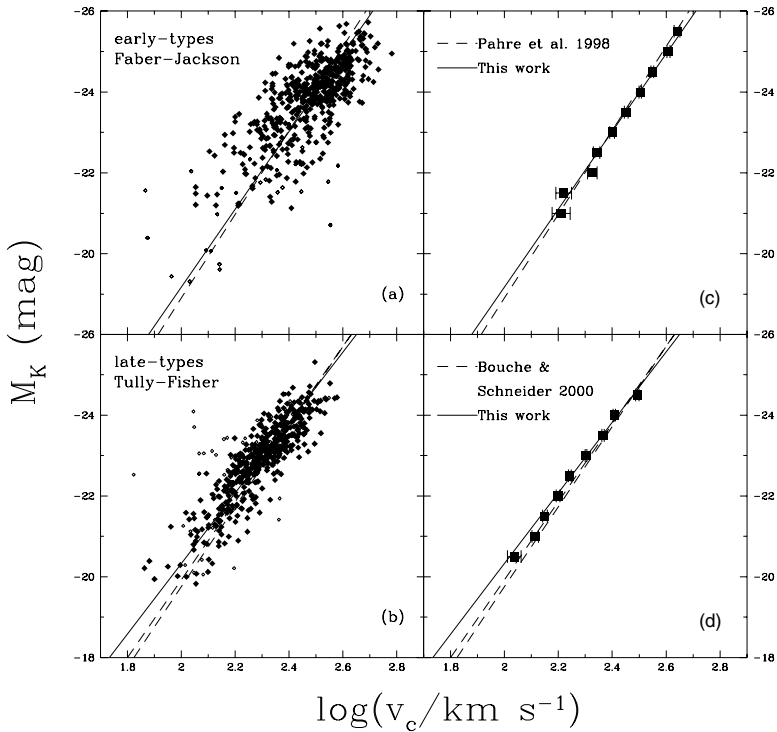 -26
-24
-22
-20
-26
-24
-22
-20
-18
early-types
Faber-Jackson
(a)
late-types
Tully-Fisher
(b)
Pahre et al. 1998
This work
(c)
Bouche &
Schneider 2000
This work
(d)
-26
-24
-22
-20
-26
-24
-22
-20
-18
1.8 2 2.2 2.4 2.6 2.8
2 2.2 2.4 2.6 2.8
M_K (mag)
log(v_c/km s⁻¹)